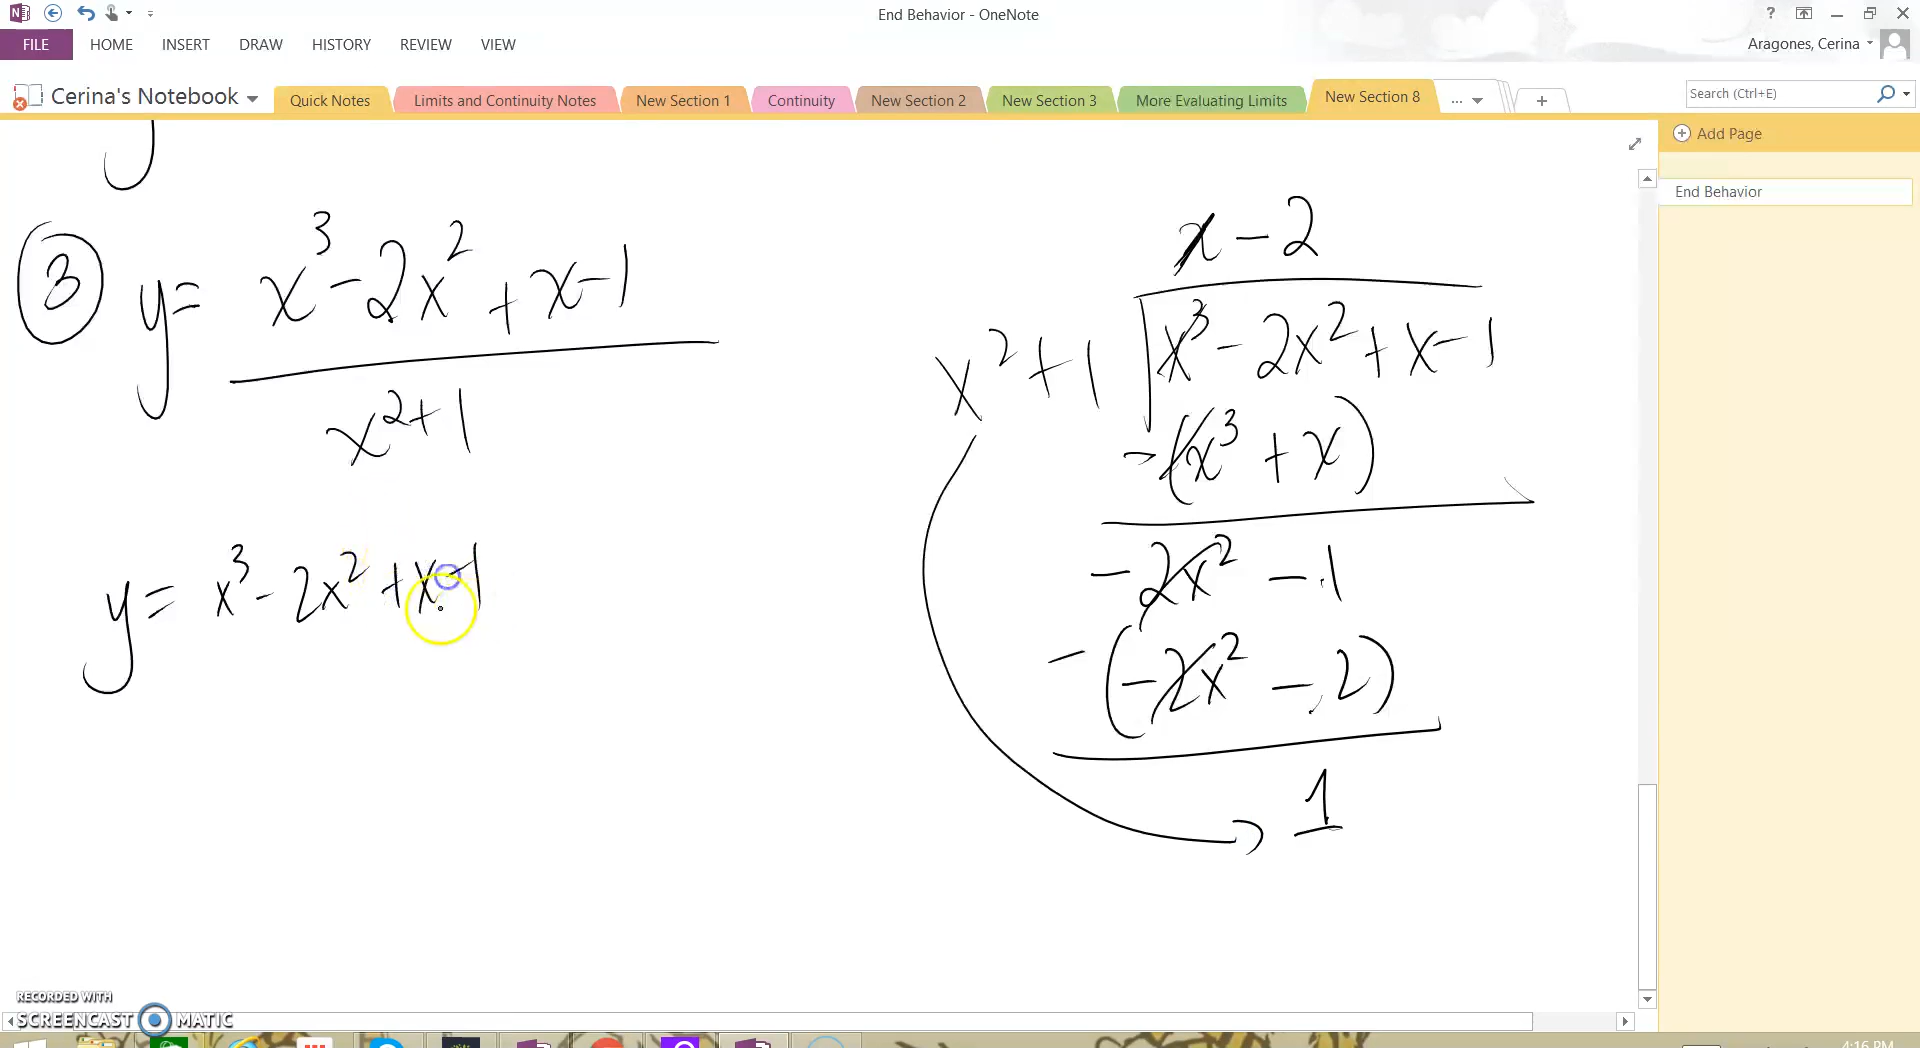 End Behavior - OneNote
?
FILE HOME INSERT DRAW HISTORY REVIEW VIEW
Aragones, Cerina
Cerina's Notebook
Quick Notes
Limits and Continuity Notes
New Section 1
Continuity
New Section 2
New Section 3
More Evaluating Limits
New Section 8
...
Search (Ctrl+E)
Add Page
End Behavior
③ y = x³ - 2x² + x - 1
x² + 1
y = x³ - 2x² + x - 1
x - 2
x² + 1 x³ - 2x² + x - 1
-(x³ + x)
-2x² - 1
-(-2x² - 2)
1
RECORDED WITH
SCREENCAST MATIC
4:16 PM